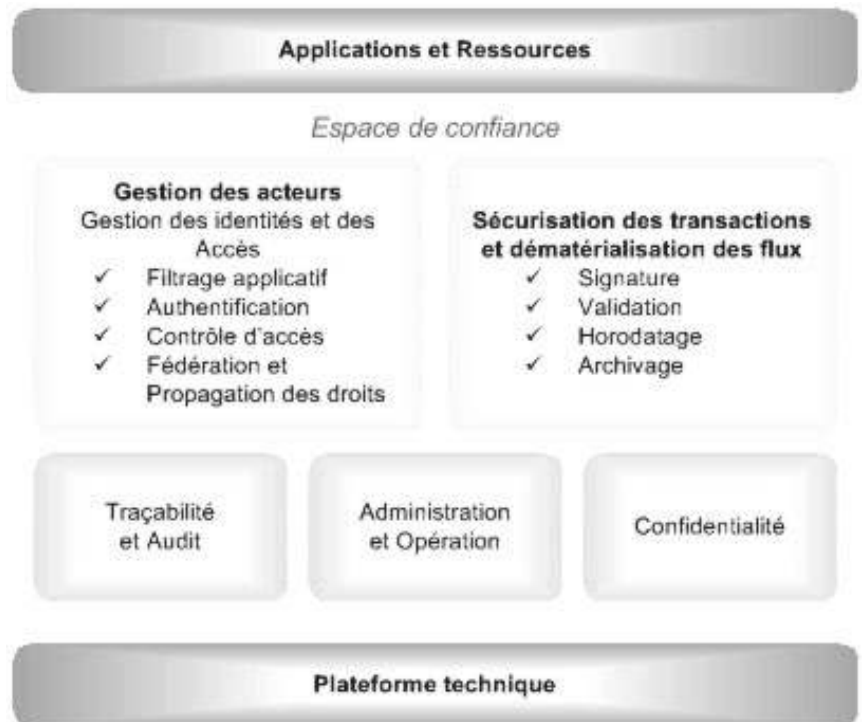 Applications et Ressources
Espace de confiance
Gestion des acteurs
Gestion des identités et des
Accès
✓ Filtrage applicatif
✓ Authentification
✓ Contrôle d'accès
✓ Fédération et
Propagation des droits
Sécurisation des transactions
et dématérialisation des flux
✓ Signature
✓ Validation
✓ Horodatage
✓ Archivage
Traçabilité
et Audit
Administration
et Opération
Confidentialité
Plateforme technique